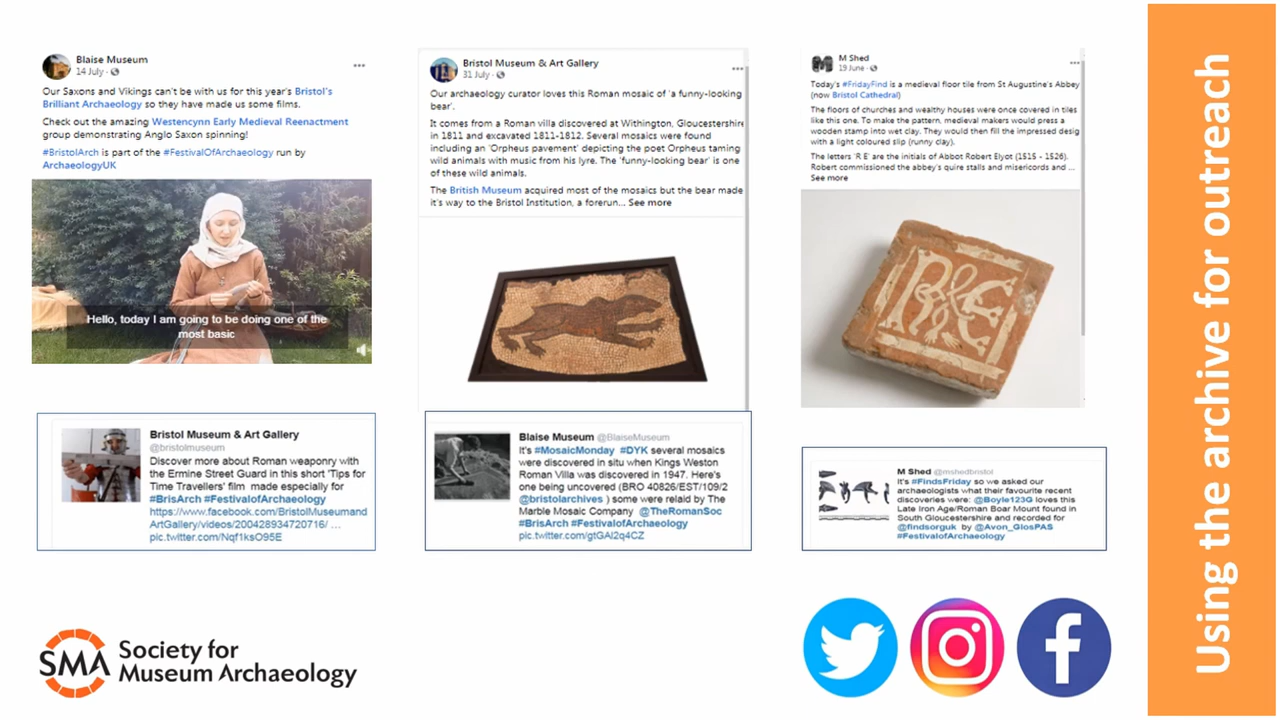 Blaise Museum
14 July ·
Our Saxons and Vikings can't be with us for this year's Bristol's
Brilliant Archaeology so they have made us some films.
Check out the amazing Westencynn Early Medieval Reenactment
group demonstrating Anglo Saxon spinning!
#BristolArch is part of the #FestivalOfArchaeology run by
ArchaeologyUK
Hello, today I am going to be doing one of the
most basic
Bristol Museum & Art Gallery
31 July ·
Our archaeology curator loves this Roman mosaic of 'a funny-looking
bear'.
It comes from a Roman villa discovered at Withington, Gloucestershire
in 1811 and excavated 1811-1812. Several mosaics were found
including an 'Orpheus pavement' depicting the poet Orpheus taming
wild animals with music from his lyre. The 'funny-looking bear' is one
of these wild animals.
The British Museum acquired most of the mosaics but the bear made
it's way to the Bristol Institution, a forerun... See more
M Shed
19 June ·
Today's #FridayFind is a medieval floor tile from St Augustine's Abbey
(now Bristol Cathedral)
The floors of churches and wealthy houses were once covered in tiles
like this one. To make the pattern, medieval makers would press a
wooden stamp into wet clay. They would then fill the impressed desig
with a light coloured slip (runny clay).
The letters 'R E' are the initials of Abbot Robert Elyot (1515 - 1526).
Robert commissioned the abbey's quire stalls and misericords and ...
See more
R E
Bristol Museum & Art Gallery
@bristolmuseum
Discover more about Roman weaponry with
the Ermine Street Guard in this short 'Tips for
Time Travellers' film made especially for
#BrisArch #FestivalofArchaeology
https://www.facebook.com/BristolMuseumand
ArtGallery/videos/200428934720716/ ...
pic.twitter.com/Nqf1ksO95E
Blaise Museum @BlaiseMuseum
It's #MosaicMonday #DYK several mosaics
were discovered in situ when Kings Weston
Roman Villa was discovered in 1947. Here's
one being uncovered (BRO 40826/EST/109/2
@bristolarchives ) some were relaid by The
Marble Mosaic Company @TheRomanSoc
#BrisArch #FestivalofArchaeology
pic.twitter.com/gtGAl2q4CZ
M Shed @mshedbristol
It's #FindsFriday so we asked our
archaeologists what their favourite recent
discoveries were: @Boyle123G loves this
Late Iron Age/Roman Boar Mount found in
South Gloucestershire and recorded for
@findsorguk by @Avon_GlosPAS
#FestivalofArchaeology
SMA Society for
Museum Archaeology
Using the archive for outreach